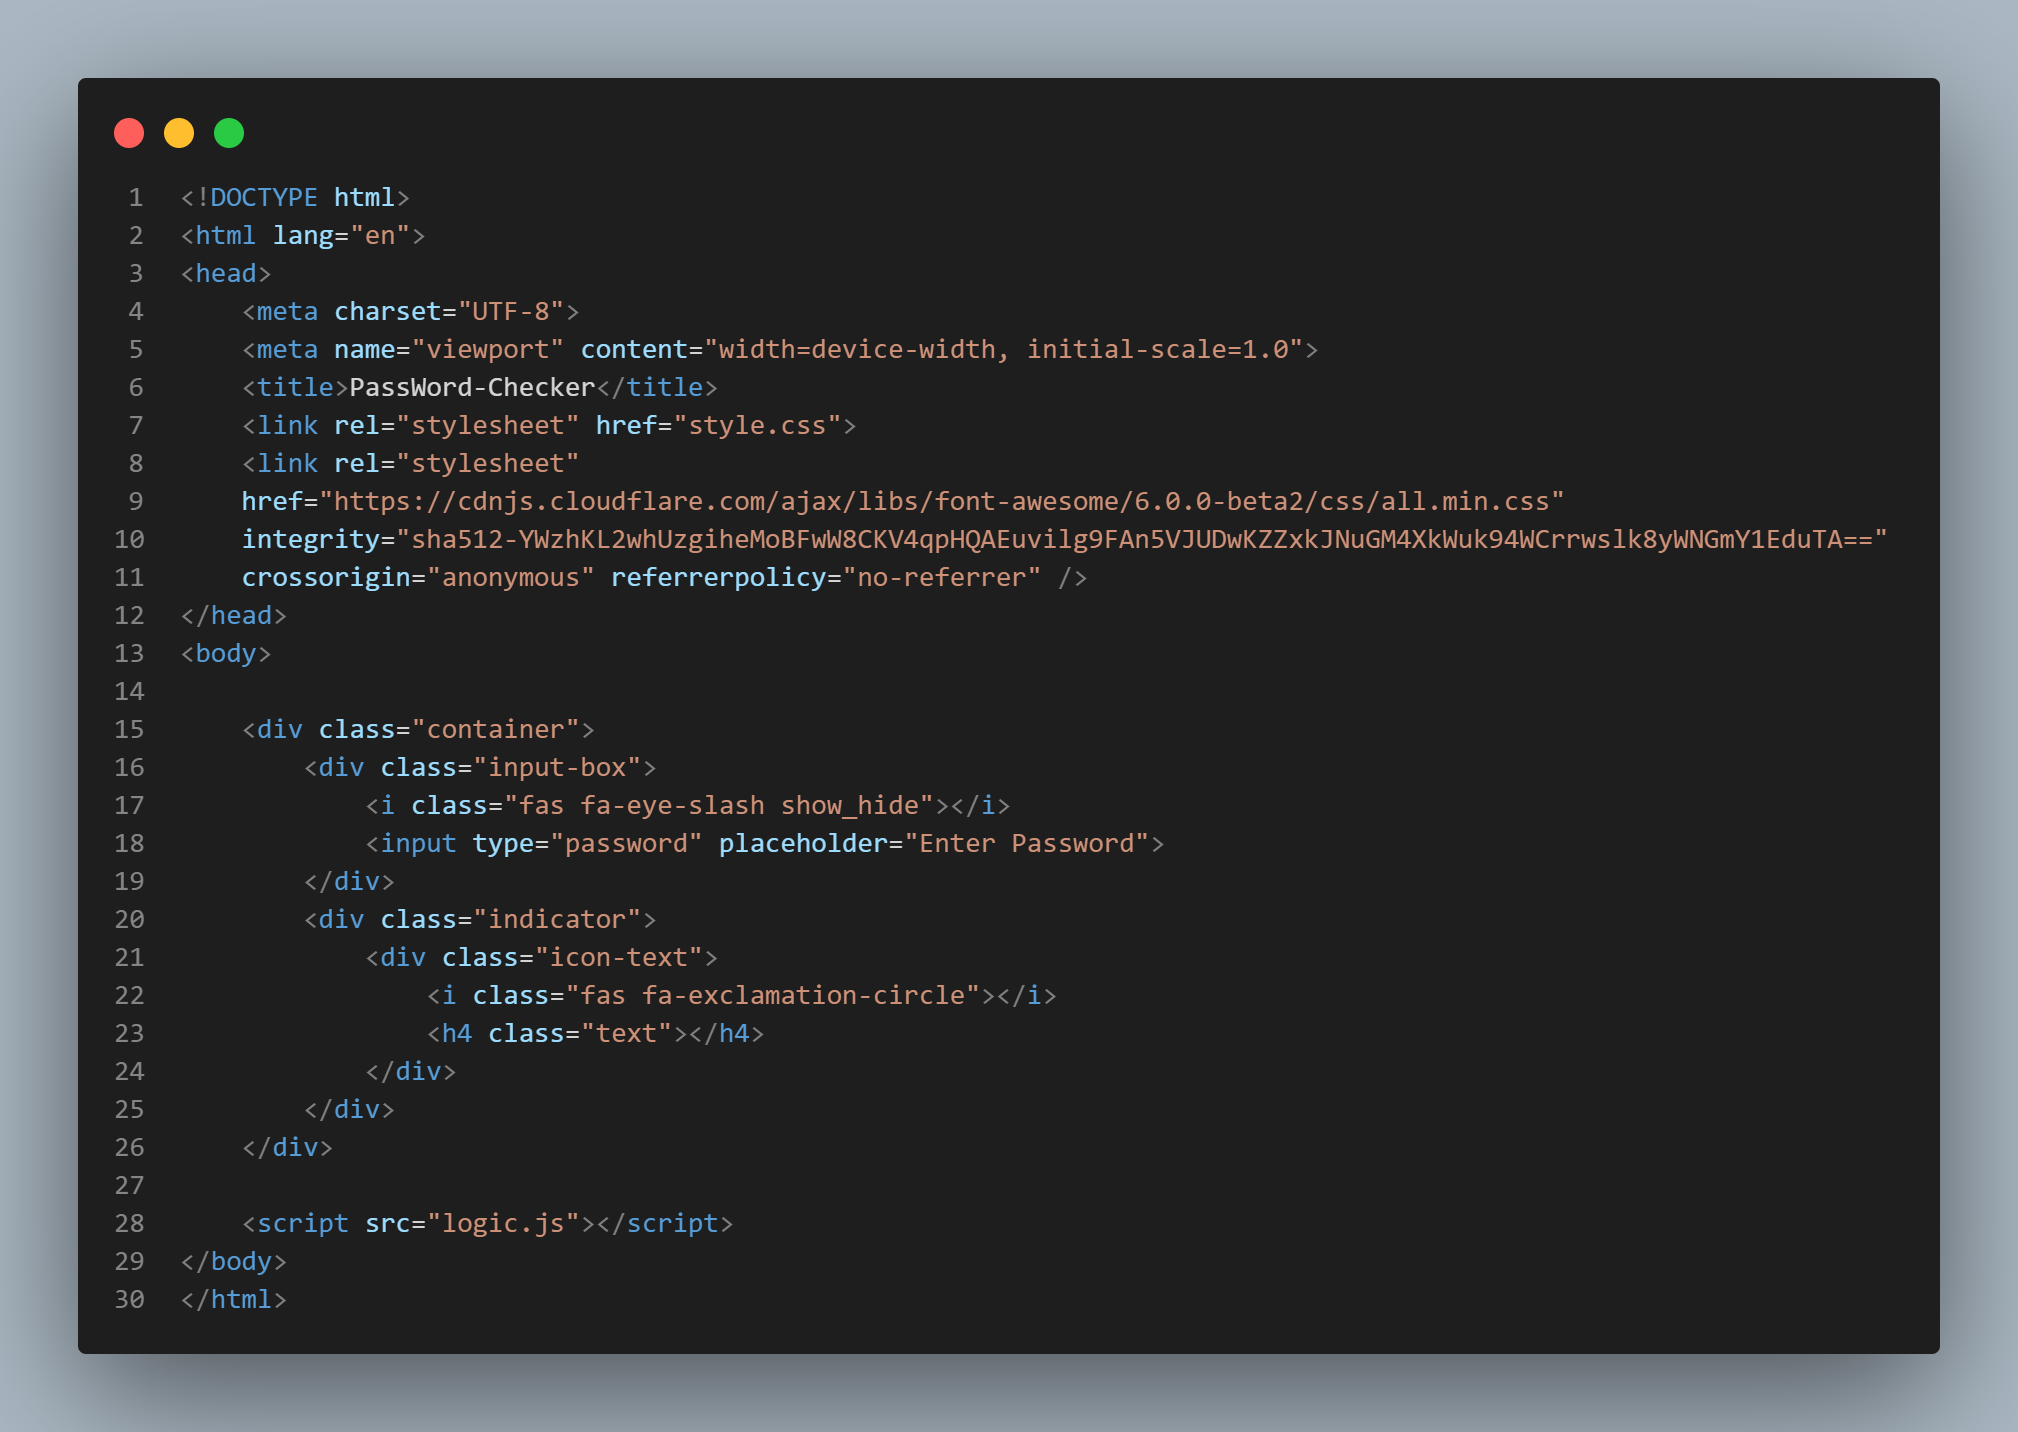 1 <!DOCTYPE html>
2 <html lang="en">
3 <head>
4     <meta charset="UTF-8">
5     <meta name="viewport" content="width=device-width, initial-scale=1.0">
6     <title>PassWord-Checker</title>
7     <link rel="stylesheet" href="style.css">
8     <link rel="stylesheet"
9     href="https://cdnjs.cloudflare.com/ajax/libs/font-awesome/6.0.0-beta2/css/all.min.css"
10     integrity="sha512-YWzhKL2whUzgiheMoBFwW8CKV4qpHQAEuvilg9FAn5VJUDwKZZxkJNuGM4XkWuk94WCrrwslk8yWNGmY1EduTA=="
11     crossorigin="anonymous" referrerpolicy="no-referrer" />
12 </head>
13 <body>
14
15     <div class="container">
16         <div class="input-box">
17             <i class="fas fa-eye-slash show_hide"></i>
18             <input type="password" placeholder="Enter Password">
19         </div>
20         <div class="indicator">
21             <div class="icon-text">
22                 <i class="fas fa-exclamation-circle"></i>
23                 <h4 class="text"></h4>
24             </div>
25         </div>
26     </div>
27
28     <script src="logic.js"></script>
29 </body>
30 </html>